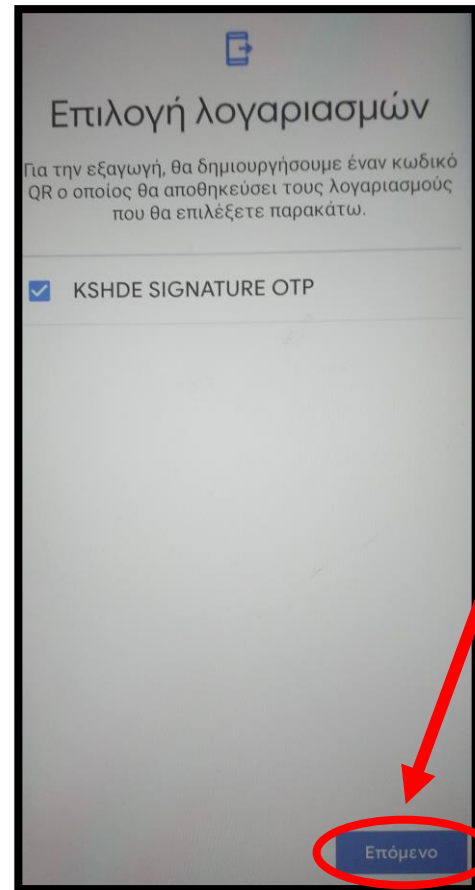 Επιλογή λογαριασμών
Για την εξαγωγή, θα δημιουργήσουμε έναν κωδικό
QR ο οποίος θα αποθηκεύσει τους λογαριασμούς
που θα επιλέξετε παρακάτω.
KSHDE SIGNATURE OTP
Επόμενο